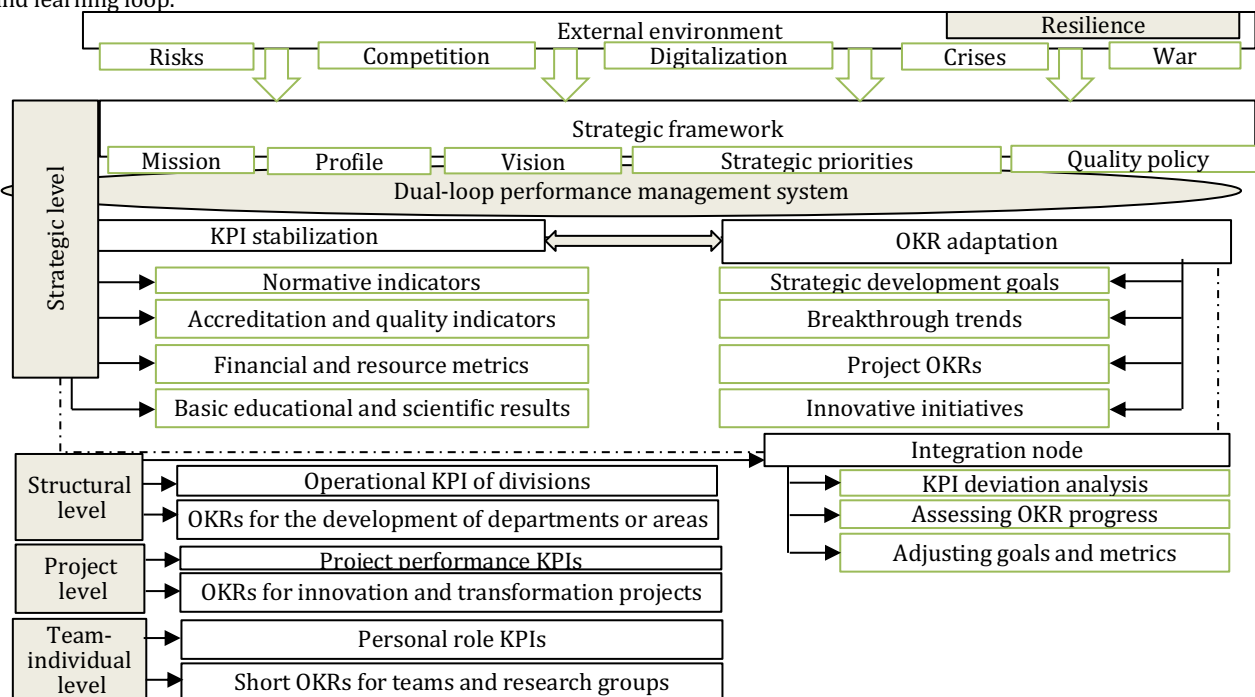 nd learning loop.
External environment
Resilience
Risks
Competition
Digitalization
Crises
War
Strategic framework
Mission
Profile
Vision
Strategic priorities
Quality policy
Dual-loop performance management system
Strategic level
KPI stabilization
OKR adaptation
Normative indicators
Accreditation and quality indicators
Financial and resource metrics
Basic educational and scientific results
Strategic development goals
Breakthrough trends
Project OKRs
Innovative initiatives
Integration node
KPI deviation analysis
Assessing OKR progress
Adjusting goals and metrics
Structural
level
Operational KPI of divisions
OKRs for the development of departments or areas
Project
level
Project performance KPIs
OKRs for innovation and transformation projects
Team-
individual
level
Personal role KPIs
Short OKRs for teams and research groups